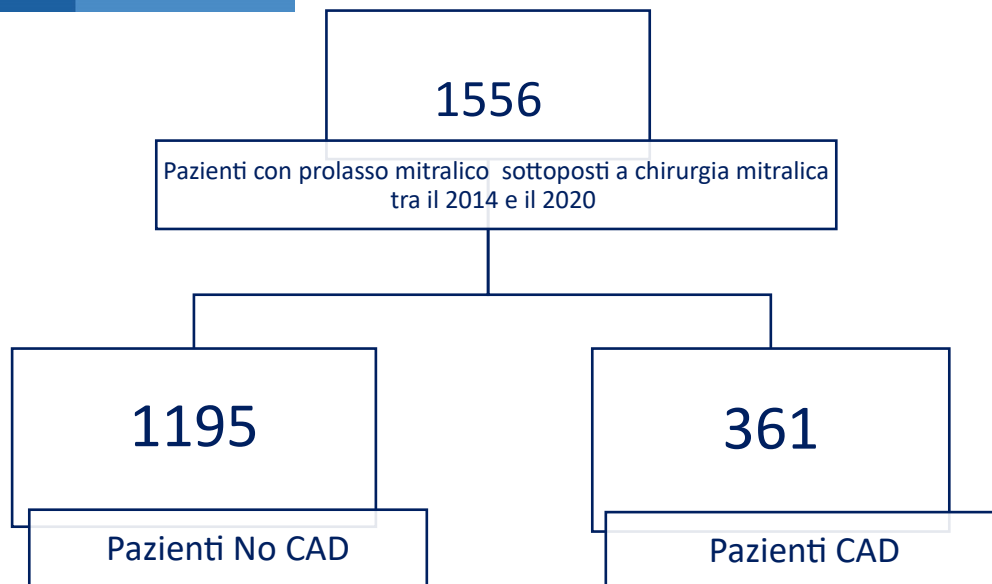 1556
Pazienti con prolasso mitralico sottoposti a chirurgia mitralica
tra il 2014 e il 2020
1195
361
Pazienti No CAD
Pazienti CAD